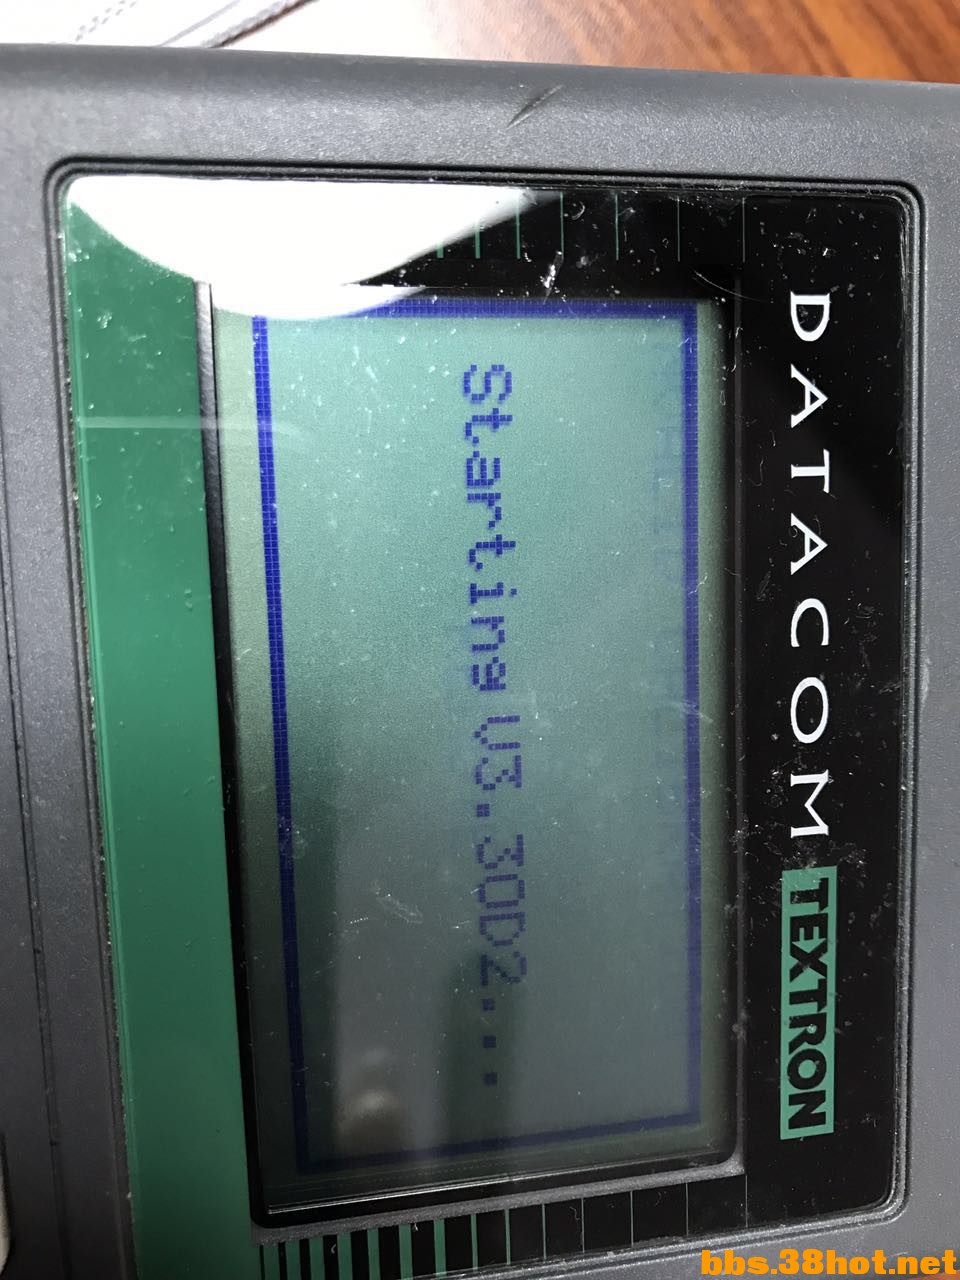 DATACOM TEXTRON
Starting V3.30D2...
bbs.38hot.net